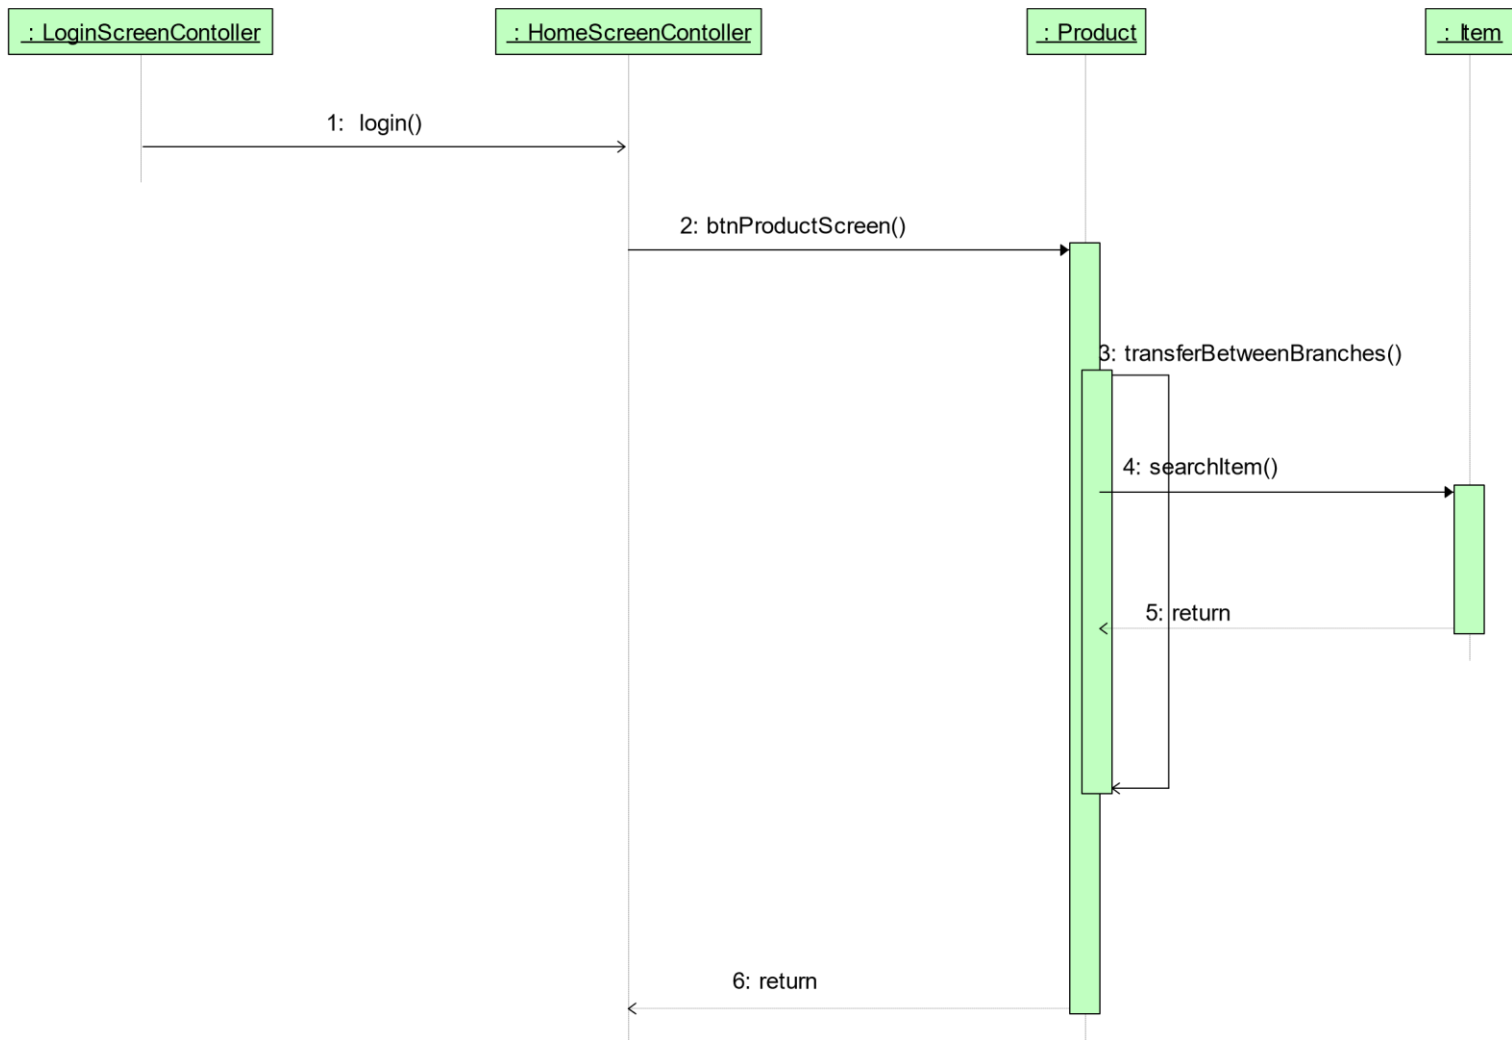 : LoginScreenContoller
: HomeScreenContoller
: Product
: Item
1: login()
2: btnProductScreen()
3: transferBetweenBranches()
4: searchItem()
5: return
6: return